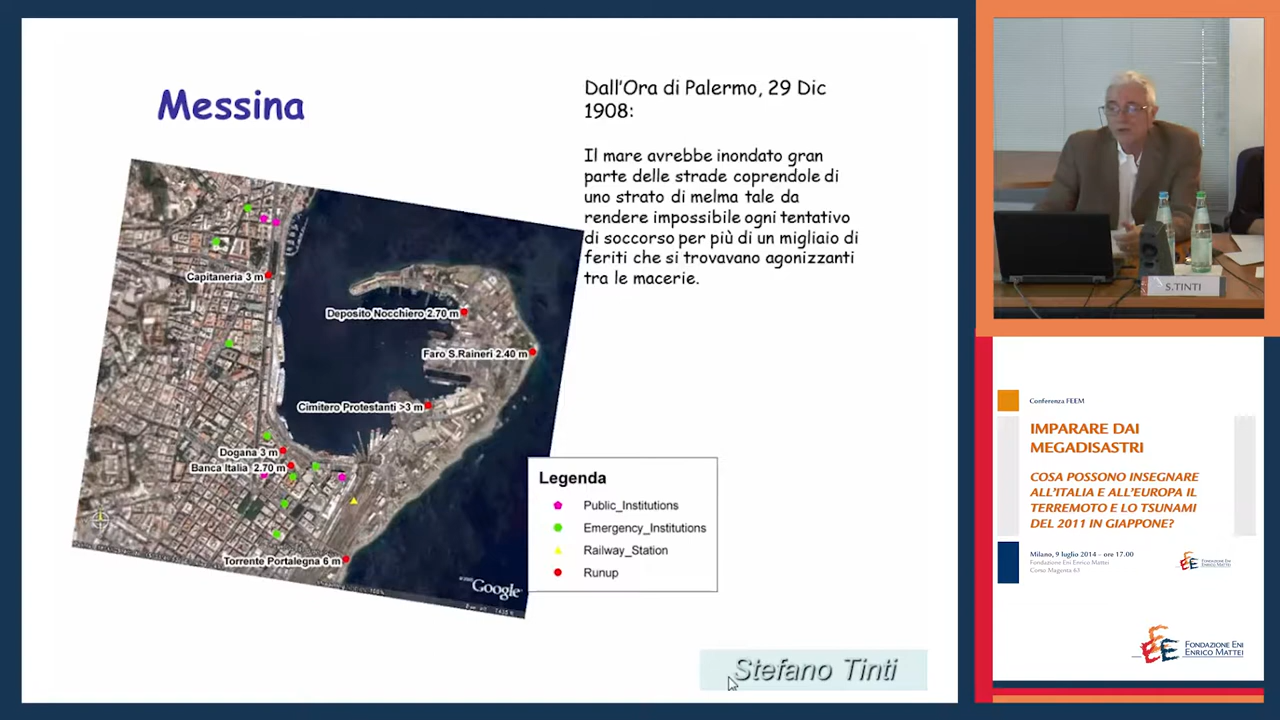 Messina
Dall'Ora di Palermo, 29 Dic
1908:
Il mare avrebbe inondato gran
parte delle strade coprendole di
uno strato di melma tale da
rendere impossibile ogni tentativo
di soccorso per più di un migliaio di
feriti che si trovavano agonizzanti
tra le macerie.
Capitaneria 3 m
Deposito Nocchiero 2.70 m
Faro S.Raineri 2.40 m
Cimitero Protestanti >3 m
Dogana 3 m
Banca Italia 2.70 m
Torrente Portalegna 6 m
Google
Legenda
Public_Institutions
Emergency_Institutions
Railway_Station
Runup
Stefano Tinti
S.TINTI
Conferenza FEEM
IMPARARE DAI
MEGADISASTRI
COSA POSSONO INSEGNARE
ALL'ITALIA E ALL'EUROPA IL
TERREMOTO E LO TSUNAMI
DEL 2011 IN GIAPPONE?
Milano, 9 luglio 2014 – ore 17.00
Fondazione Eni Enrico Mattei
Corso Magenta 63
FONDAZIONE ENI
ENRICO MATTEI